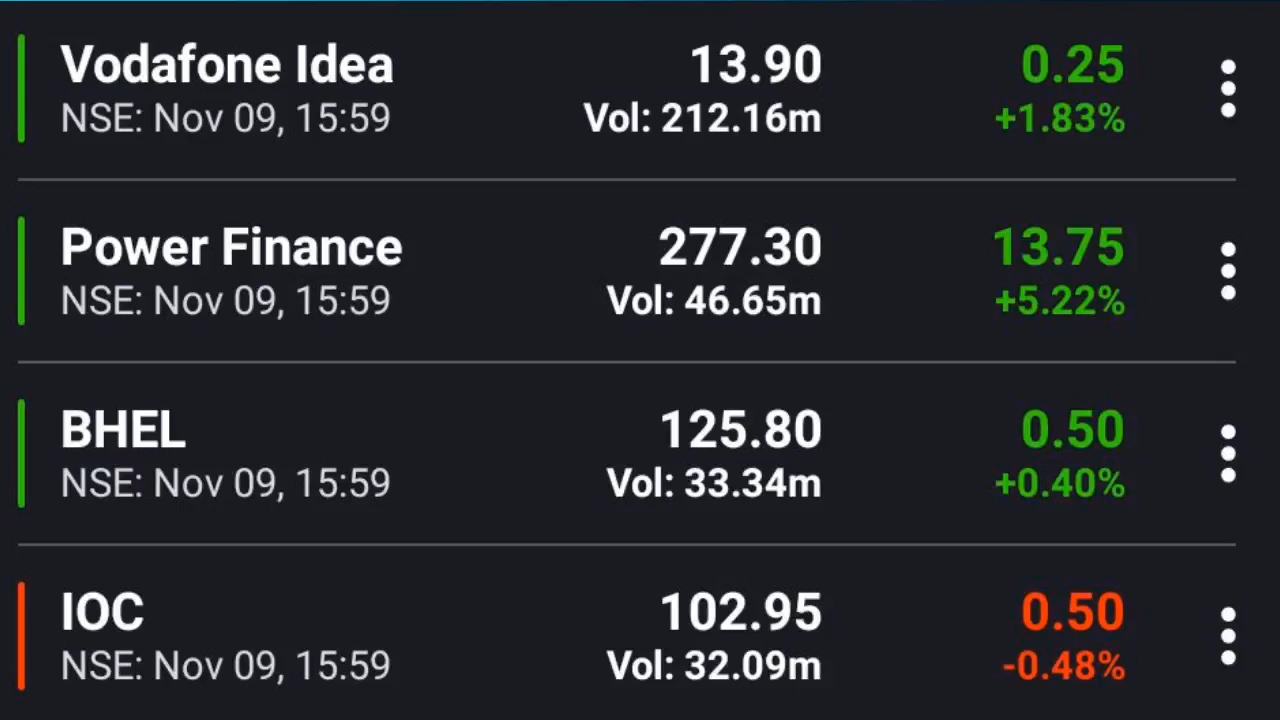 Vodafone Idea 13.90 0.25
NSE: Nov 09, 15:59 Vol: 212.16m +1.83%
Power Finance 277.30 13.75
NSE: Nov 09, 15:59 Vol: 46.65m +5.22%
BHEL 125.80 0.50
NSE: Nov 09, 15:59 Vol: 33.34m +0.40%
IOC 102.95 0.50
NSE: Nov 09, 15:59 Vol: 32.09m -0.48%